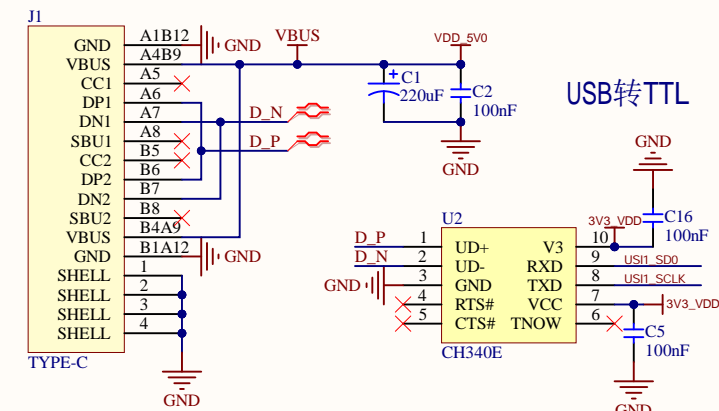 J1
GND A1B12 GND
VBUS A4B9
CC1 A5
DP1 A6
DN1 A7
SBU1 A8
CC2 B5
DP2 B6
DN2 B7
SBU2 B8
VBUS B4A9
GND B1A12 GND
SHELL 1
SHELL 2
SHELL 3
SHELL 4
TYPE-C
GND
VBUS
VDD_5V0
D_N
D_P
+
C1
220uF
C2
100nF
GND
USB转TTL
GND
C16
100nF
3V3_VDD
U2
D_P 1 UD+ V3 10
D_N 2 UD- RXD 9 USI1_SD0
GND 3 GND TXD 8 USI1_SCLK
4 RTS# VCC 7 3V3_VDD
5 CTS# TNOW 6
CH340E
C5
100nF
GND